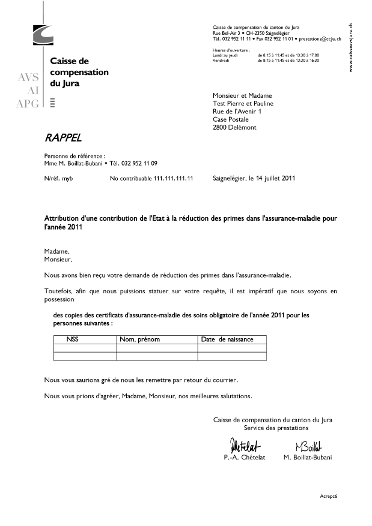 Caisse de compensation du canton du Jura
Rue Bel-Air 3 • CH-2350 Saignelégier
Tél. 032 952 11 11 • Fax 032 952 11 01 • prestations@ccju.ch
Heures d'ouverture :
Lundi au jeudi de 8.15 à 11.45 et de 13.30 à 17.00
Vendredi de 8.15 à 11.45 et de 13.30 à 16.30
Caisse de
compensation
du Jura
AVS
AI
APG
Monsieur et Madame
Test Pierre et Pauline
Rue de l'Avenir 1
Case Postale
2800 Delémont
RAPPEL
Personne de référence :
Mme M. Boillat-Bubani • Tél. 032 952 11 09
N/réf. myb No contribuable 111.111.111.11 Saignelégier, le 14 juillet 2011
Attribution d'une contribution de l'Etat à la réduction des primes dans l'assurance-maladie pour
l'année 2011
Madame,
Monsieur,
Nous avons bien reçu votre demande de réduction des primes dans l'assurance-maladie.
Toutefois, afin que nous puissions statuer sur votre requête, il est impératif que nous soyons en
possession
des copies des certificats d'assurance-maladie des soins obligatoire de l'année 2011 pour les
personnes suivantes :
NSS Nom, prénom Date de naissance
Nous vous saurions gré de nous les remettre par retour du courrier.
Nous vous prions d'agréer, Madame, Monsieur, nos meilleures salutations.
Caisse de compensation du canton du Jura
Service des prestations
P.-A. Chételat M. Boillat-Bubani